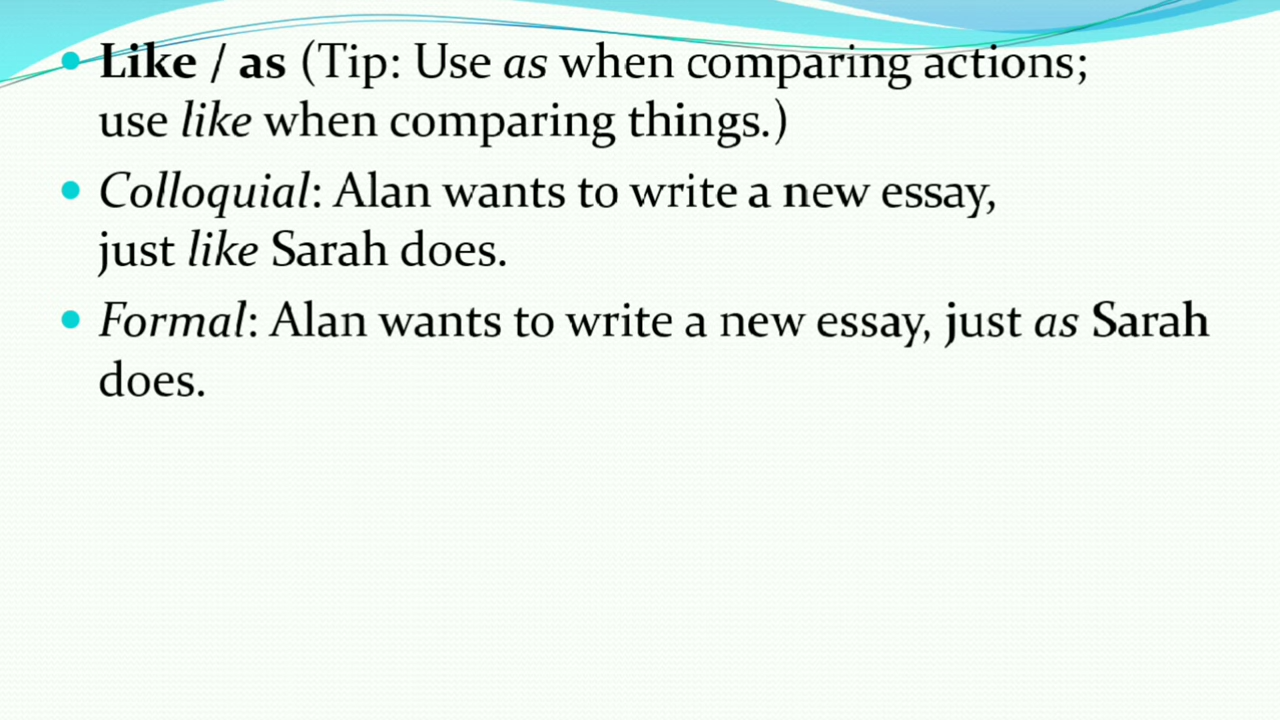 • Like / as (Tip: Use as when comparing actions;
use like when comparing things.)
• Colloquial: Alan wants to write a new essay,
just like Sarah does.
• Formal: Alan wants to write a new essay, just as Sarah
does.